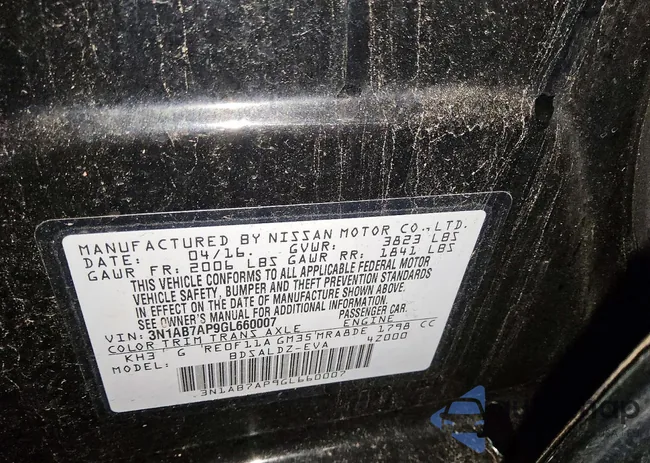 MANUFACTURED BY NISSAN MOTOR CO.,LTD.
DATE: 04/16. GVWR: 3823 LBS
GAWR FR: 2006 LBS GAWR RR: 1841 LBS
THIS VEHICLE CONFORMS TO ALL APPLICABLE FEDERAL MOTOR
VEHICLE SAFETY, BUMPER AND THEFT PREVENTION STANDARDS
IN EFFECT ON THE DATE OF MANUFACTURE SHOWN ABOVE.
SEE OWNER'S MANUAL FOR ADDITIONAL INFORMATION.
VIN: 3N1AB7AP9GL660007 PASSENGER CAR.
COLOR TRIM TRANS AXLE ENGINE
KH3 G RE0F11A GM35 MRA8DE 1798 CC
MODEL: BDSALDZ-EVA 4Z000
3N1AB7AP9GL660007